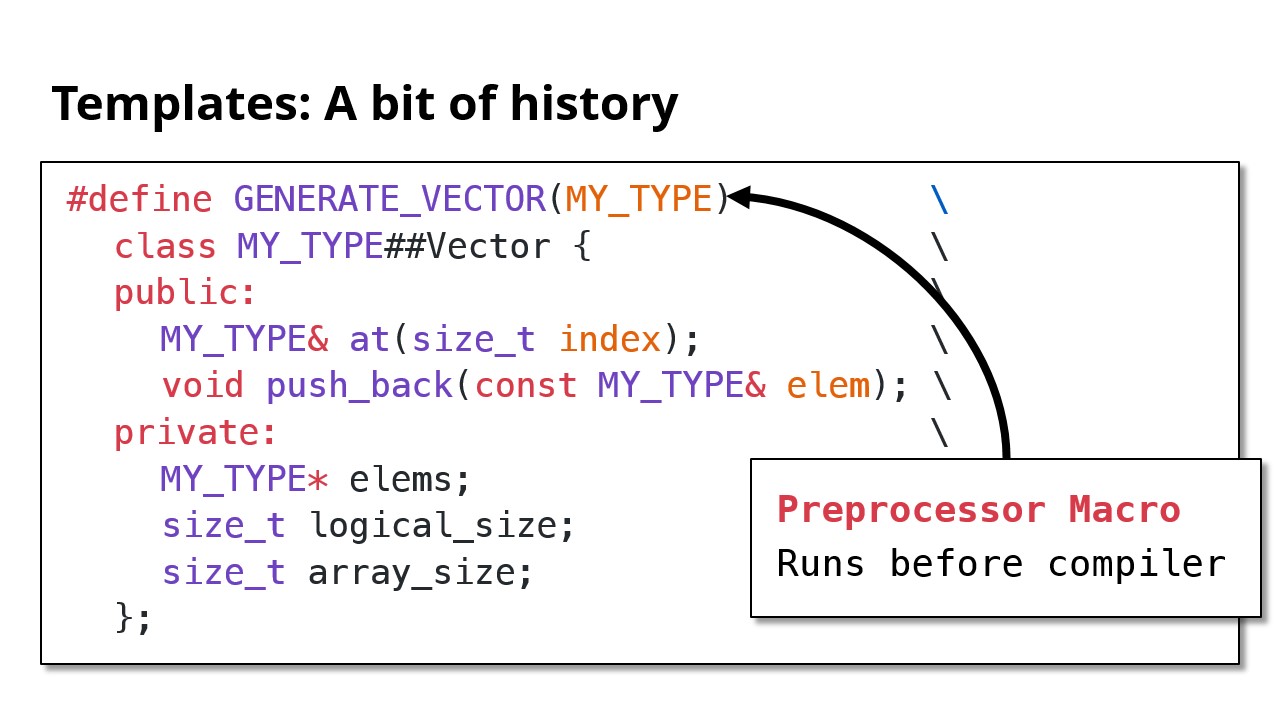 Templates: A bit of history
#define GENERATE_VECTOR(MY_TYPE) \
class MY_TYPE##Vector { \
public: \
MY_TYPE& at(size_t index); \
void push_back(const MY_TYPE& elem); \
private: \
MY_TYPE* elems;
size_t logical_size;
size_t array_size;
};
Preprocessor Macro
Runs before compiler